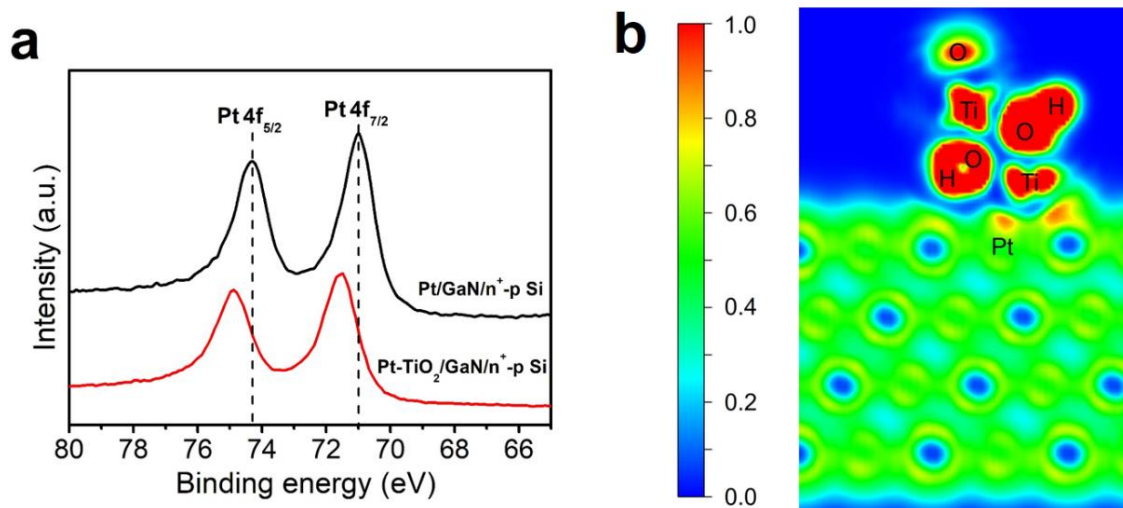 a
Pt 4f5/2
Pt 4f7/2
Pt/GaN/n+-p Si
Pt-TiO2/GaN/n+-p Si
Intensity (a.u.)
80 78 76 74 72 70 68 66
Binding energy (eV)
b
1.0
0.8
0.6
0.4
0.2
0.0
O
Ti
H
O
O
H
Ti
Pt